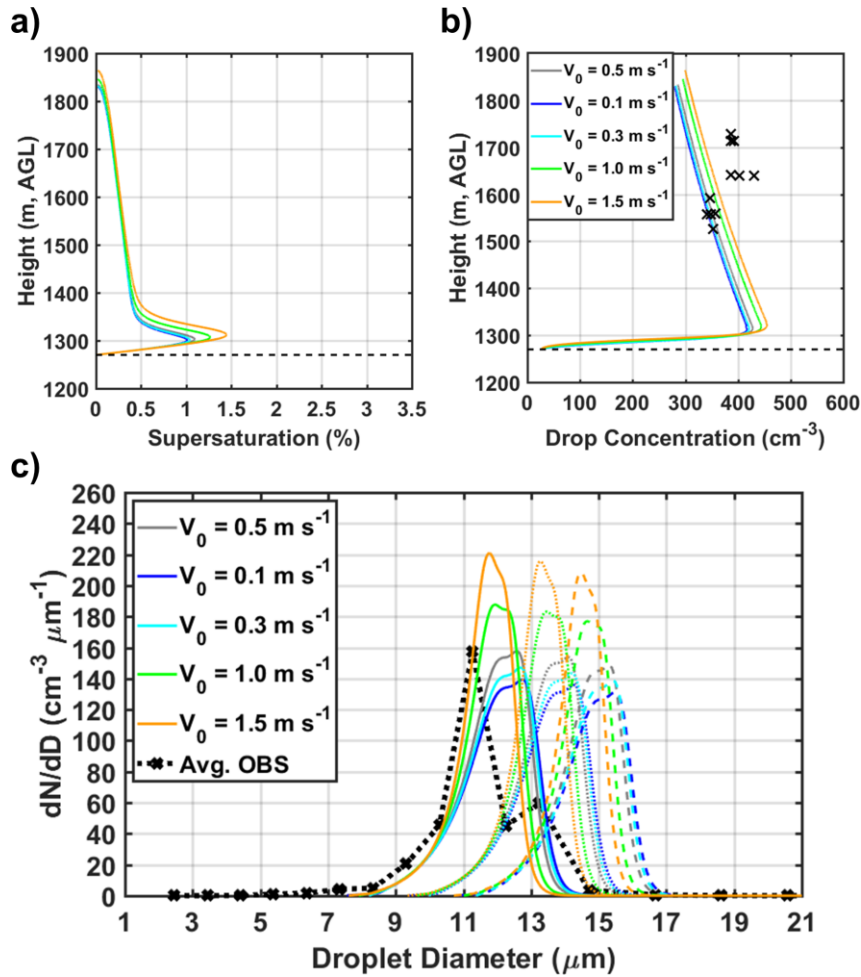 a)
1900
1800
1700
1600
1500
1400
1300
1200
Height (m, AGL)
0 0.5 1 1.5 2 2.5 3 3.5
Supersaturation (%)
b)
1900
1800
1700
1600
1500
1400
1300
1200
Height (m, AGL)
V0 = 0.5 m s-1
V0 = 0.1 m s-1
V0 = 0.3 m s-1
V0 = 1.0 m s-1
V0 = 1.5 m s-1
0 100 200 300 400 500 600
Drop Concentration (cm-3)
c)
260
240
220
200
180
160
140
120
100
80
60
40
20
0
dN/dD (cm-3 μm-1)
V0 = 0.5 m s-1
V0 = 0.1 m s-1
V0 = 0.3 m s-1
V0 = 1.0 m s-1
V0 = 1.5 m s-1
Avg. OBS
1 3 5 7 9 11 13 15 17 19 21
Droplet Diameter (μm)